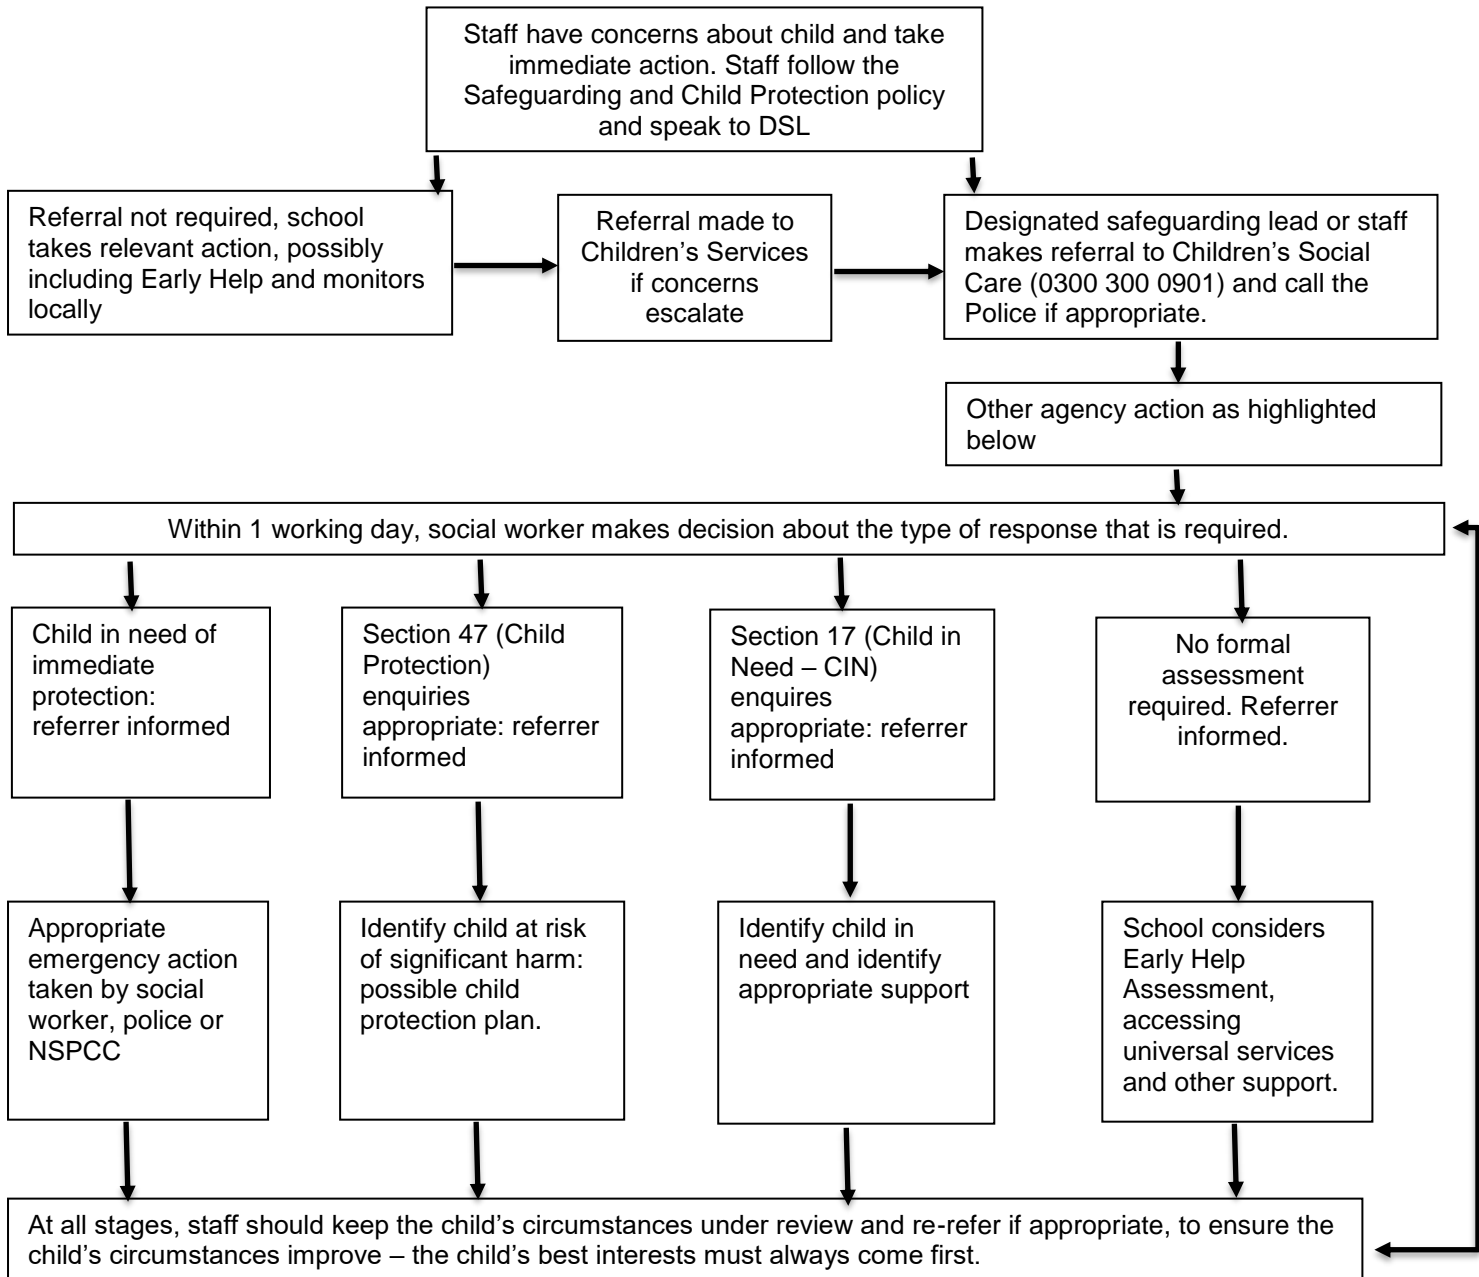 Staff have concerns about child and take
immediate action. Staff follow the
Safeguarding and Child Protection policy
and speak to DSL
Referral not required, school
takes relevant action, possibly
including Early Help and monitors
locally
Referral made to
Children’s Services
if concerns
escalate
Designated safeguarding lead or staff
makes referral to Children’s Social
Care (0300 300 0901) and call the
Police if appropriate.
Other agency action as highlighted
below
Within 1 working day, social worker makes decision about the type of response that is required.
Child in need of
immediate
protection:
referrer informed
Section 47 (Child
Protection)
enquiries
appropriate: referrer
informed
Section 17 (Child in
Need – CIN)
enquires
appropriate: referrer
informed
No formal
assessment
required. Referrer
informed.
Appropriate
emergency action
taken by social
worker, police or
NSPCC
Identify child at risk
of significant harm:
possible child
protection plan.
Identify child in
need and identify
appropriate support
School considers
Early Help
Assessment,
accessing
universal services
and other support.
At all stages, staff should keep the child’s circumstances under review and re-refer if appropriate, to ensure the
child’s circumstances improve – the child’s best interests must always come first.